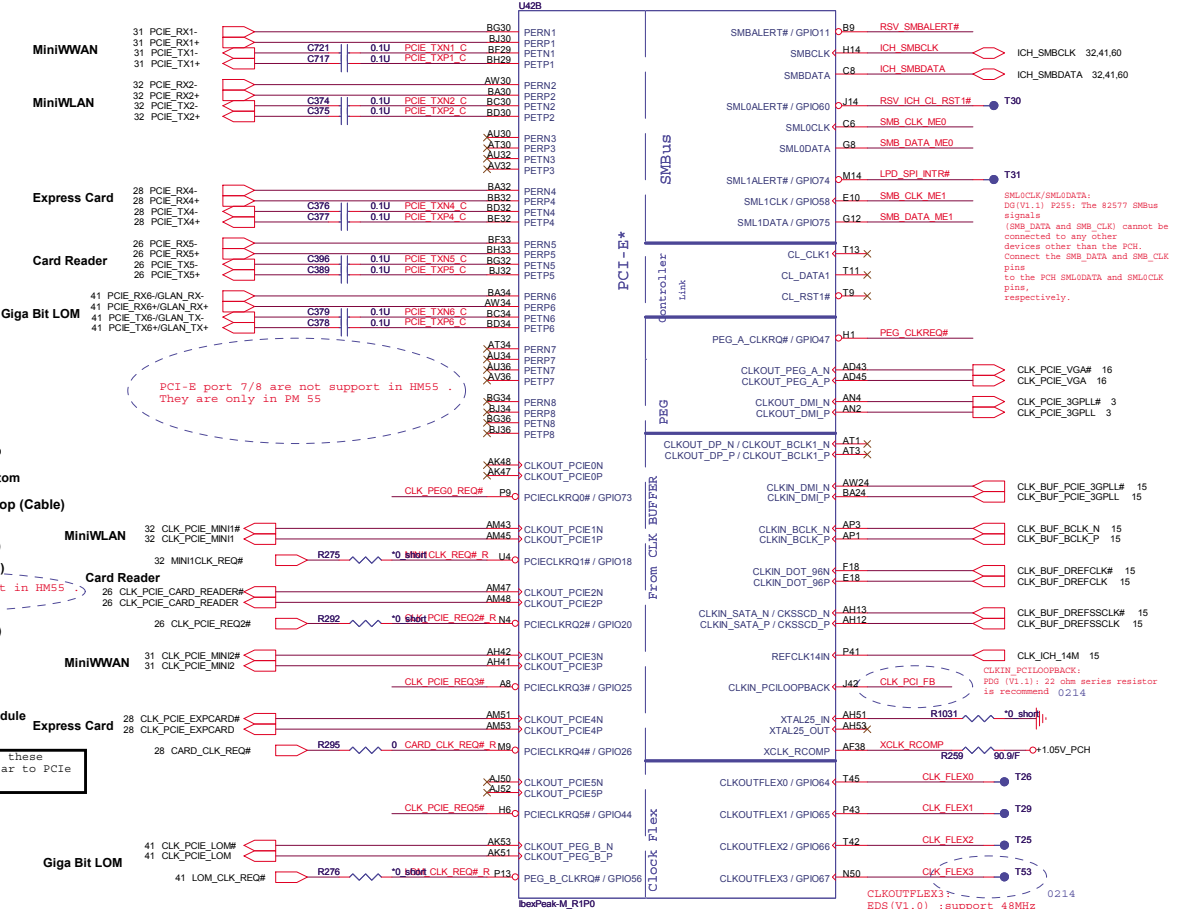 U42B
MiniWWAN
31 PCIE_RX1- BG30 PERN1
31 PCIE_RX1+ BJ30 PERP1
31 PCIE_TX1- C721 0.1U PCIE_TXN1_C BF29 PETN1
31 PCIE_TX1+ C717 0.1U PCIE_TXP1_C BH29 PETP1
MiniWLAN
32 PCIE_RX2- AW30 PERN2
32 PCIE_RX2+ BA30 PERP2
32 PCIE_TX2- C374 0.1U PCIE_TXN2_C BC30 PETN2
32 PCIE_TX2+ C375 0.1U PCIE_TXP2_C BD30 PETP2
AU30 PERN3
AT30 PERP3
AU32 PETN3
AV32 PETP3
Express Card
28 PCIE_RX4- BA32 PERN4
28 PCIE_RX4+ BB32 PERP4
28 PCIE_TX4- C376 0.1U PCIE_TXN4_C BD32 PETN4
28 PCIE_TX4+ C377 0.1U PCIE_TXP4_C BE32 PETP4
Card Reader
26 PCIE_RX5- BF33 PERN5
26 PCIE_RX5+ BH33 PERP5
26 PCIE_TX5- C396 0.1U PCIE_TXN5_C BG32 PETN5
26 PCIE_TX5+ C389 0.1U PCIE_TXP5_C BJ32 PETP5
Giga Bit LOM
41 PCIE_RX6-/GLAN_RX- BA34 PERN6
41 PCIE_RX6+/GLAN_RX+ AW34 PERP6
41 PCIE_TX6-/GLAN_TX- C379 0.1U PCIE_TXN6_C BC34 PETN6
41 PCIE_TX6+/GLAN_TX+ C378 0.1U PCIE_TXP6_C BD34 PETP6
AT34 PERN7
AU34 PERP7
AU36 PETN7
AV36 PETP7
PCI-E port 7/8 are not support in HM55 .
They are only in PM 55
BG34 PERN8
BJ34 PERP8
BG36 PETN8
BJ36 PETP8
AK48 CLKOUT_PCIE0N
AK47 CLKOUT_PCIE0P
CLK_PEG0_REQ# P9 PCIECLKRQ0# / GPIO73
)
tom
op (Cable)
)
)
t in HM55 .
)
dule
these
ar to PCIe
MiniWLAN
32 CLK_PCIE_MINI1# AM43 CLKOUT_PCIE1N
32 CLK_PCIE_MINI1 AM45 CLKOUT_PCIE1P
32 MINI1CLK_REQ# R275 *0_short MINI1CLK_REQ#_R U4 PCIECLKRQ1# / GPIO18
Card Reader
26 CLK_PCIE_CARD_READER# AM47 CLKOUT_PCIE2N
26 CLK_PCIE_CARD_READER AM48 CLKOUT_PCIE2P
26 CLK_PCIE_REQ2# R292 *0_short CLK_PCIE_REQ2#_R N4 PCIECLKRQ2# / GPIO20
MiniWWAN
31 CLK_PCIE_MINI2# AH42 CLKOUT_PCIE3N
31 CLK_PCIE_MINI2 AH41 CLKOUT_PCIE3P
CLK_PCIE_REQ3# A8 PCIECLKRQ3# / GPIO25
Express Card
28 CLK_PCIE_EXPCARD# AM51 CLKOUT_PCIE4N
28 CLK_PCIE_EXPCARD AM53 CLKOUT_PCIE4P
28 CARD_CLK_REQ# R295 0 CARD_CLK_REQ#_R M9 PCIECLKRQ4# / GPIO26
AJ50 CLKOUT_PCIE5N
AJ52 CLKOUT_PCIE5P
CLK_PCIE_REQ5# H6 PCIECLKRQ5# / GPIO44
Giga Bit LOM
41 CLK_PCIE_LOM# AK53 CLKOUT_PEG_B_N
41 CLK_PCIE_LOM AK51 CLKOUT_PEG_B_P
41 LOM_CLK_REQ# R276 *0_short CLK_REQ#_R P13 PEG_B_CLKRQ# / GPIO56
IbexPeak-M_R1P0
PCI-E*
SMBus
Controller
Link
PEG
From CLK BUFFER
Clock Flex
SMBALERT# / GPIO11 B9 RSV_SMBALERT#
SMBCLK H14 ICH_SMBCLK ICH_SMBCLK 32,41,60
SMBDATA C8 ICH_SMBDATA ICH_SMBDATA 32,41,60
SML0ALERT# / GPIO60 J14 RSV_ICH_CL_RST1# T30
SML0CLK C6 SMB_CLK_ME0
SML0DATA G8 SMB_DATA_ME0
SML1ALERT# / GPIO74 M14 LPD_SPI_INTR# T31
SML1CLK / GPIO58 E10 SMB_CLK_ME1
SML1DATA / GPIO75 G12 SMB_DATA_ME1
SML0CLK/SML0DATA:
DG(V1.1) P255: The 82577 SMBus
signals
(SMB_DATA and SMB_CLK) cannot be
connected to any other
devices other than the PCH.
Connect the SMB_DATA and SMB_CLK
pins
to the PCH SMl0DATA and SMl0CLK
pins,
respectively.
CL_CLK1 T13
CL_DATA1 T11
CL_RST1# T9
PEG_A_CLKRQ# / GPIO47 H1 PEG_CLKREQ#
CLKOUT_PEG_A_N AD43 CLK_PCIE_VGA# 16
CLKOUT_PEG_A_P AD45 CLK_PCIE_VGA 16
CLKOUT_DMI_N AN4 CLK_PCIE_3GPLL# 3
CLKOUT_DMI_P AN2 CLK_PCIE_3GPLL 3
CLKOUT_DP_N / CLKOUT_BCLK1_N AT1
CLKOUT_DP_P / CLKOUT_BCLK1_P AT3
CLKIN_DMI_N AW24 CLK_BUF_PCIE_3GPLL# 15
CLKIN_DMI_P BA24 CLK_BUF_PCIE_3GPLL 15
CLKIN_BCLK_N AP3 CLK_BUF_BCLK_N 15
CLKIN_BCLK_P AP1 CLK_BUF_BCLK_P 15
CLKIN_DOT_96N F18 CLK_BUF_DREFCLK# 15
CLKIN_DOT_96P E18 CLK_BUF_DREFCLK 15
CLKIN_SATA_N / CKSSCD_N AH13 CLK_BUF_DREFSSCLK# 15
CLKIN_SATA_P / CKSSCD_P AH12 CLK_BUF_DREFSSCLK 15
REFCLK14IN P41 CLK_ICH_14M 15
CLKIN_PCILOOPBACK J42 CLK_PCI_FB
CLKIN_PCILOOPBACK:
PDG (V1.1): 22 ohm series resistor
is recommend 0214
XTAL25_IN AH51 R1031 *0_short
XTAL25_OUT AH53
XCLK_RCOMP AF38 XCLK_RCOMP R259 90.9/F +1.05V_PCH
CLKOUTFLEX0 / GPIO64 T45 CLK_FLEX0 T26
CLKOUTFLEX1 / GPIO65 P43 CLK_FLEX1 T29
CLKOUTFLEX2 / GPIO66 T42 CLK_FLEX2 T25
CLKOUTFLEX3 / GPIO67 N50 CLK_FLEX3 T53
CLKOUTFLEX3: 0214
EDS(V1.0) :support 48MHz